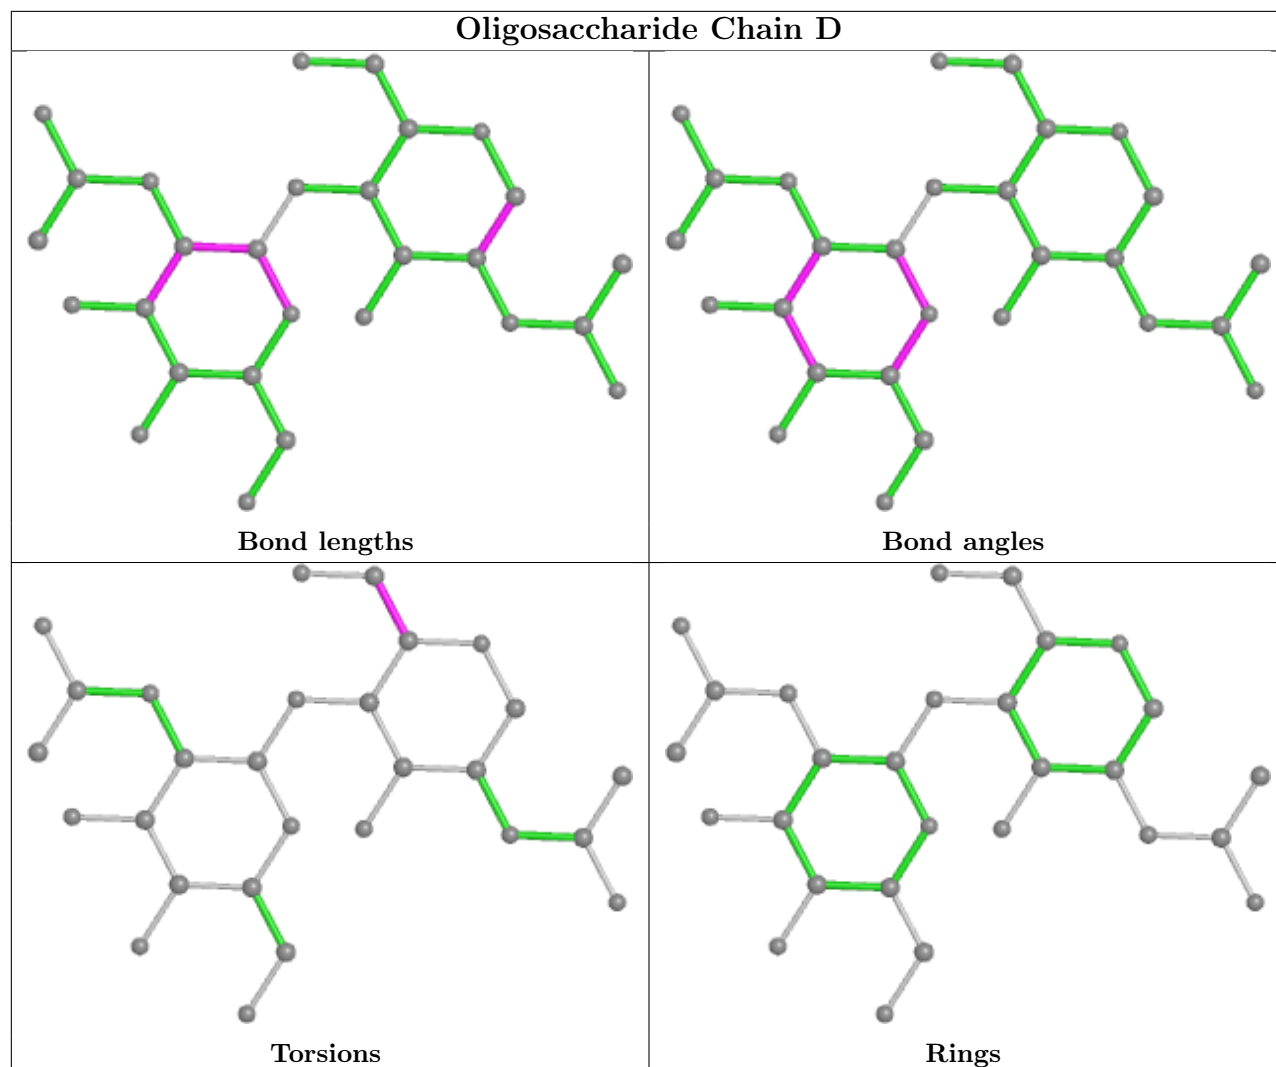 Oligosaccharide Chain D
Bond lengths
Bond angles
Torsions
Rings